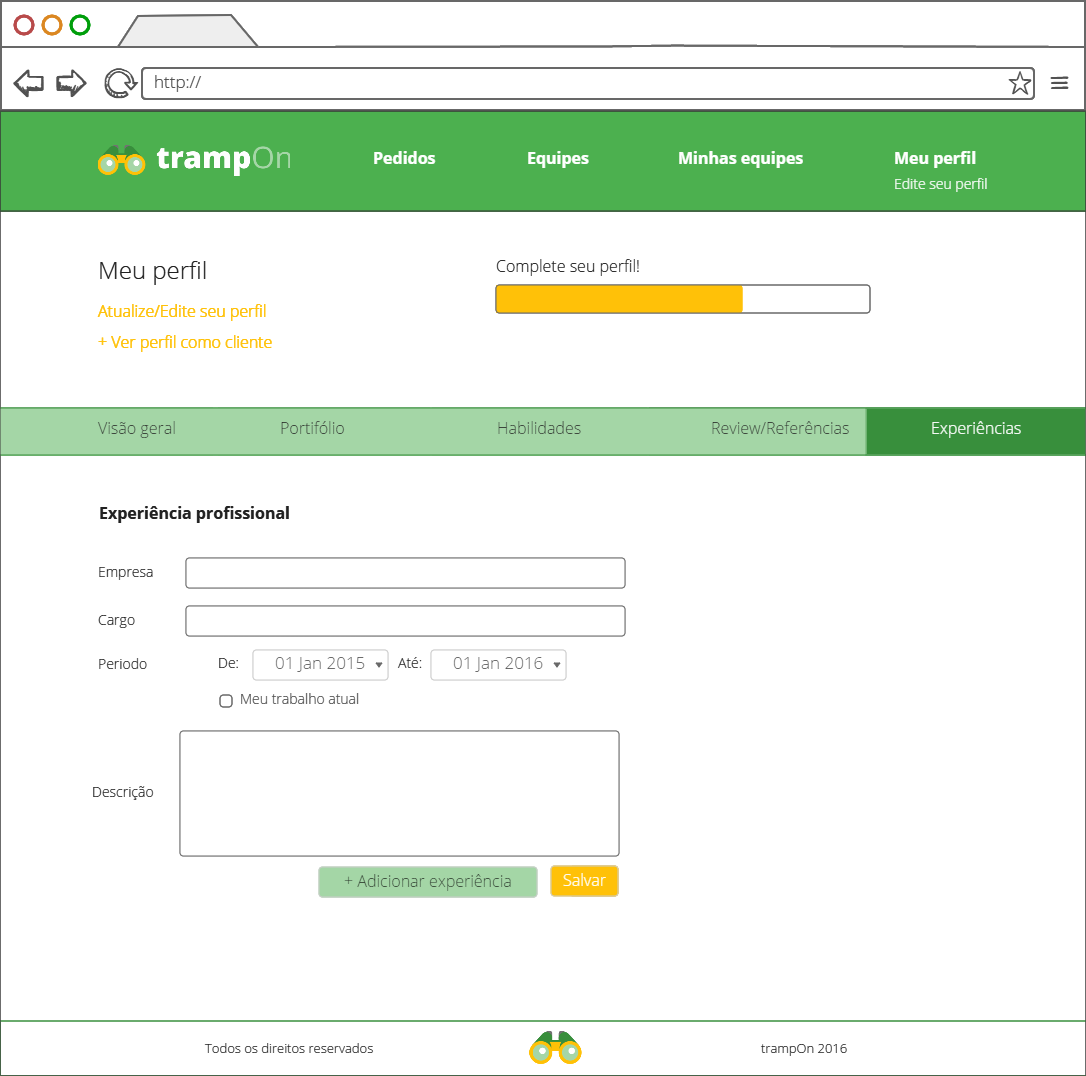 http://
trampOn Pedidos Equipes Minhas equipes Meu perfil
Edite seu perfil
Meu perfil
Complete seu perfil!
Atualize/Edite seu perfil
+ Ver perfil como cliente
Visão geral Portifólio Habilidades Review/Referências Experiências
Experiência profissional
Empresa
Cargo
Periodo De: 01 Jan 2015 Até: 01 Jan 2016
Meu trabalho atual
Descrição
+ Adicionar experiência Salvar
Todos os direitos reservados trampOn 2016